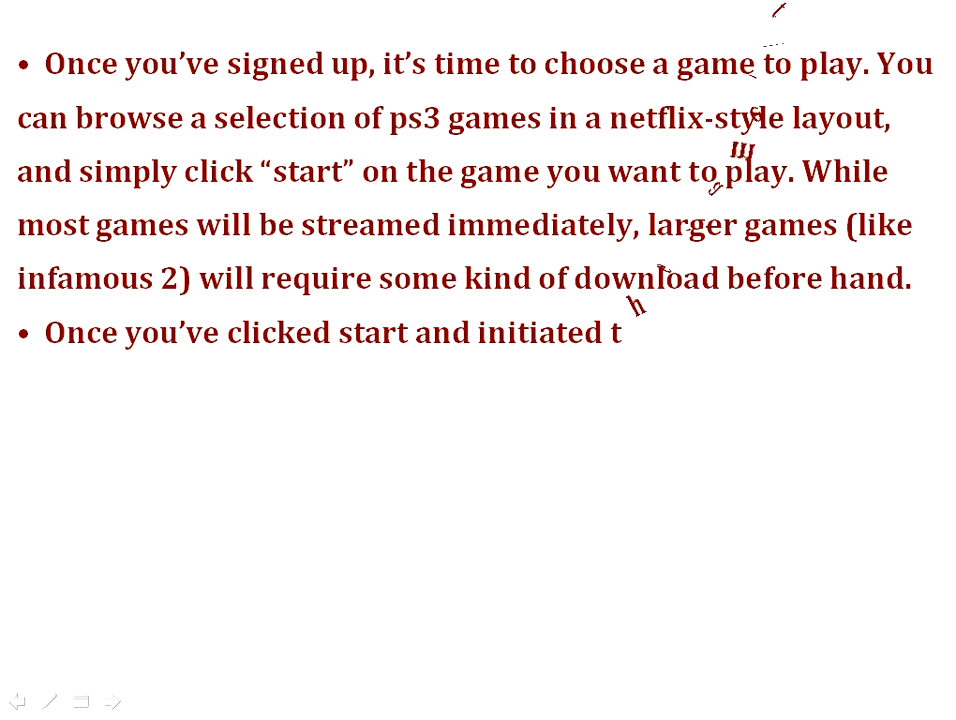 • Once you’ve signed up, it’s time to choose a game to play. You
can browse a selection of ps3 games in a netflix-style layout,
and simply click “start” on the game you want to play. While
most games will be streamed immediately, larger games (like
infamous 2) will require some kind of download before hand.
• Once you’ve clicked start and initiated t h